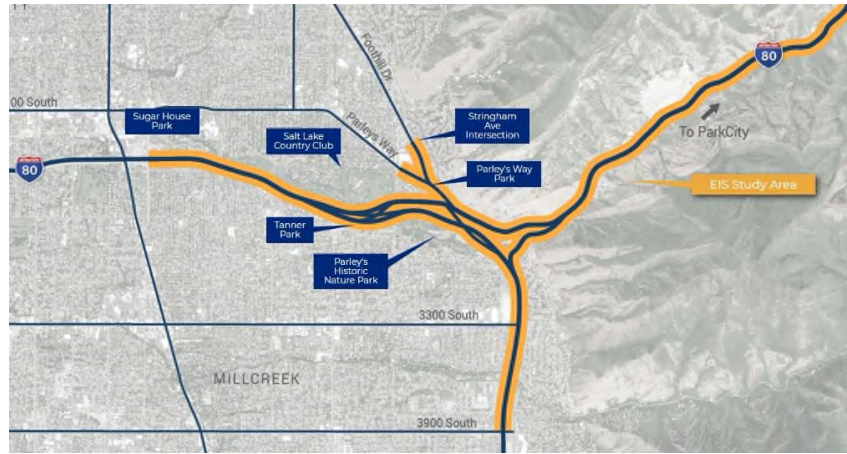 80
Foothill Dr.
00 South
Sugar House
Park
Stringham
Ave
Intersection
To ParkCity
Salt Lake
Country Club
Parleys Way
80
Parley's Way
Park
EIS Study Area
Tanner
Park
Parley's
Historic
Nature Park
3300 South
MILLCREEK
3900 South